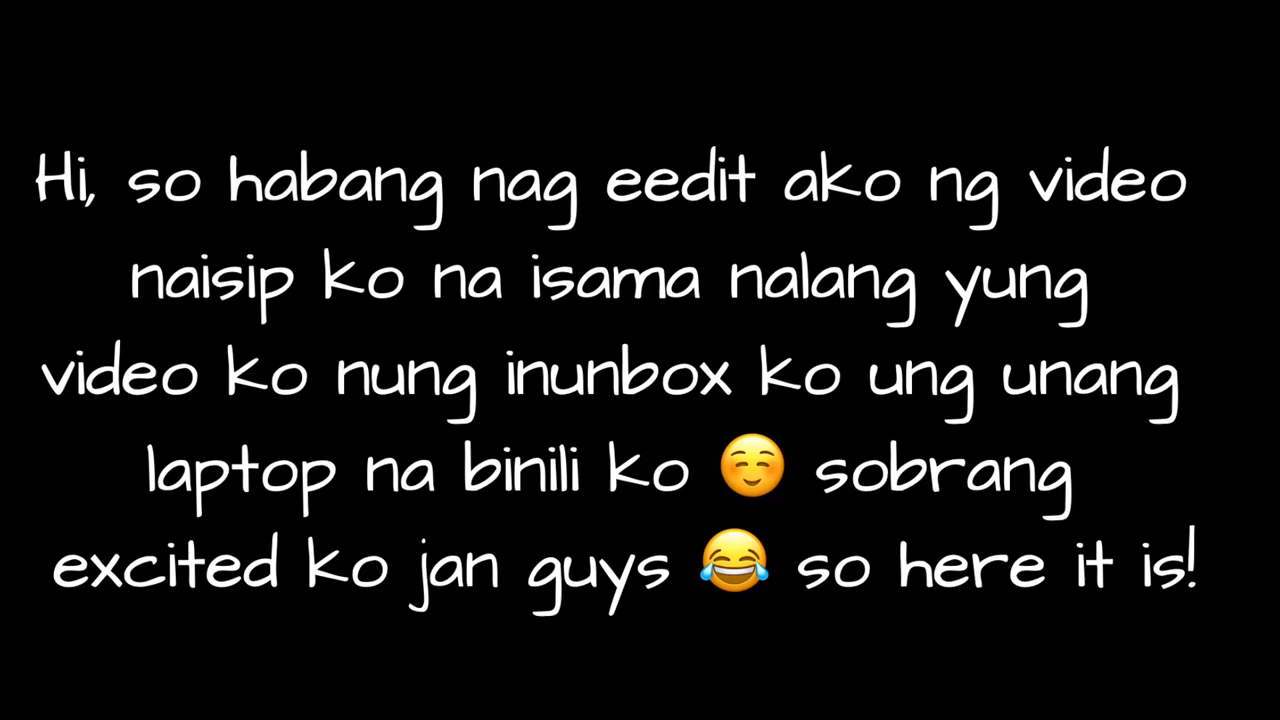 Hi, so habang nag eedit ako ng video
naisip ko na isama nalang yung
video ko nung inunbox ko ung unang
laptop na binili ko ☺️ sobrang
excited ko jan guys 😂 so here it is!